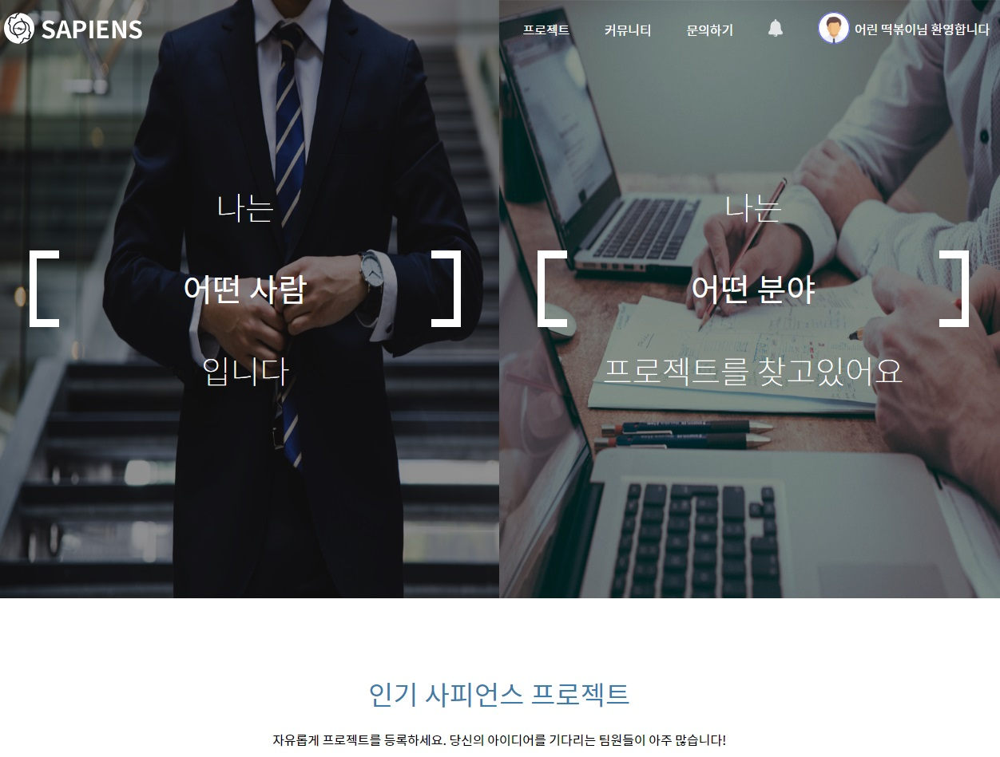 SAPIENS
프로젝트 커뮤니티 문의하기 어린 떡볶이님 환영합니다
나는
어떤 사람
입니다
나는
어떤 분야
프로젝트를 찾고있어요
인기 사피언스 프로젝트
자유롭게 프로젝트를 등록하세요. 당신의 아이디어를 기다리는 팀원들이 아주 많습니다!